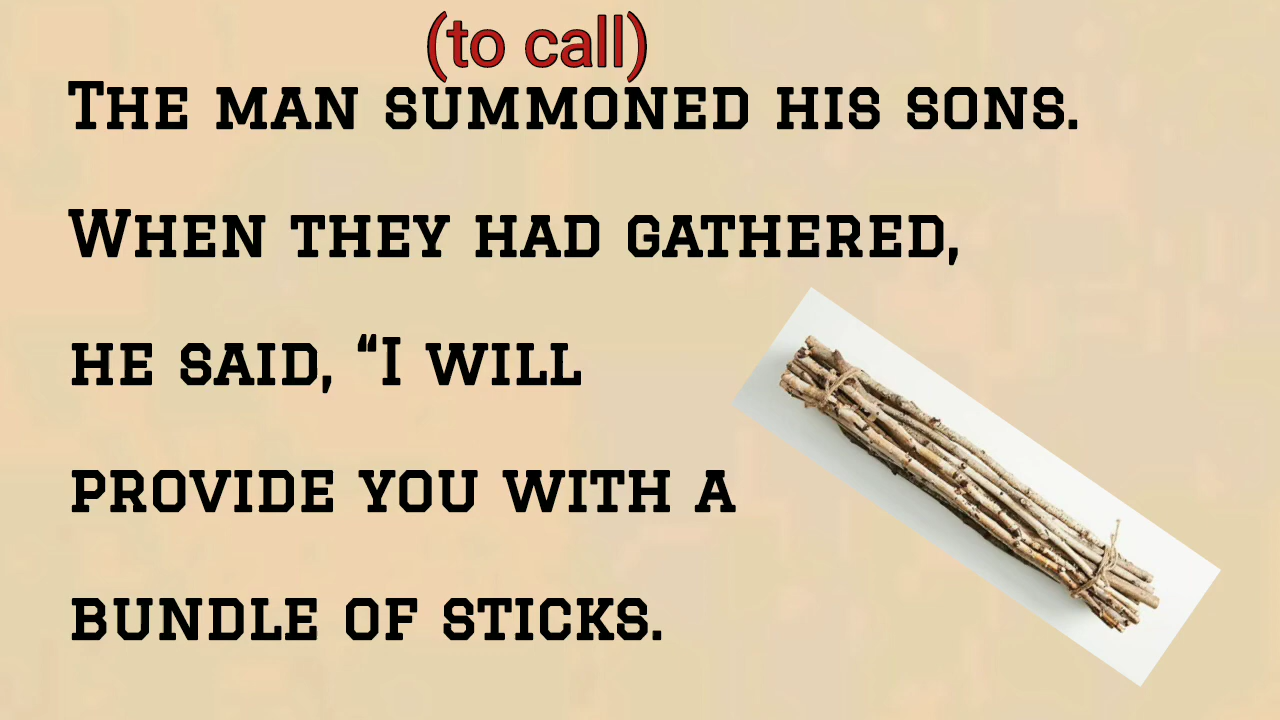 (to call)
The man summoned his sons.
When they had gathered,
he said, “I will
provide you with a
bundle of sticks.